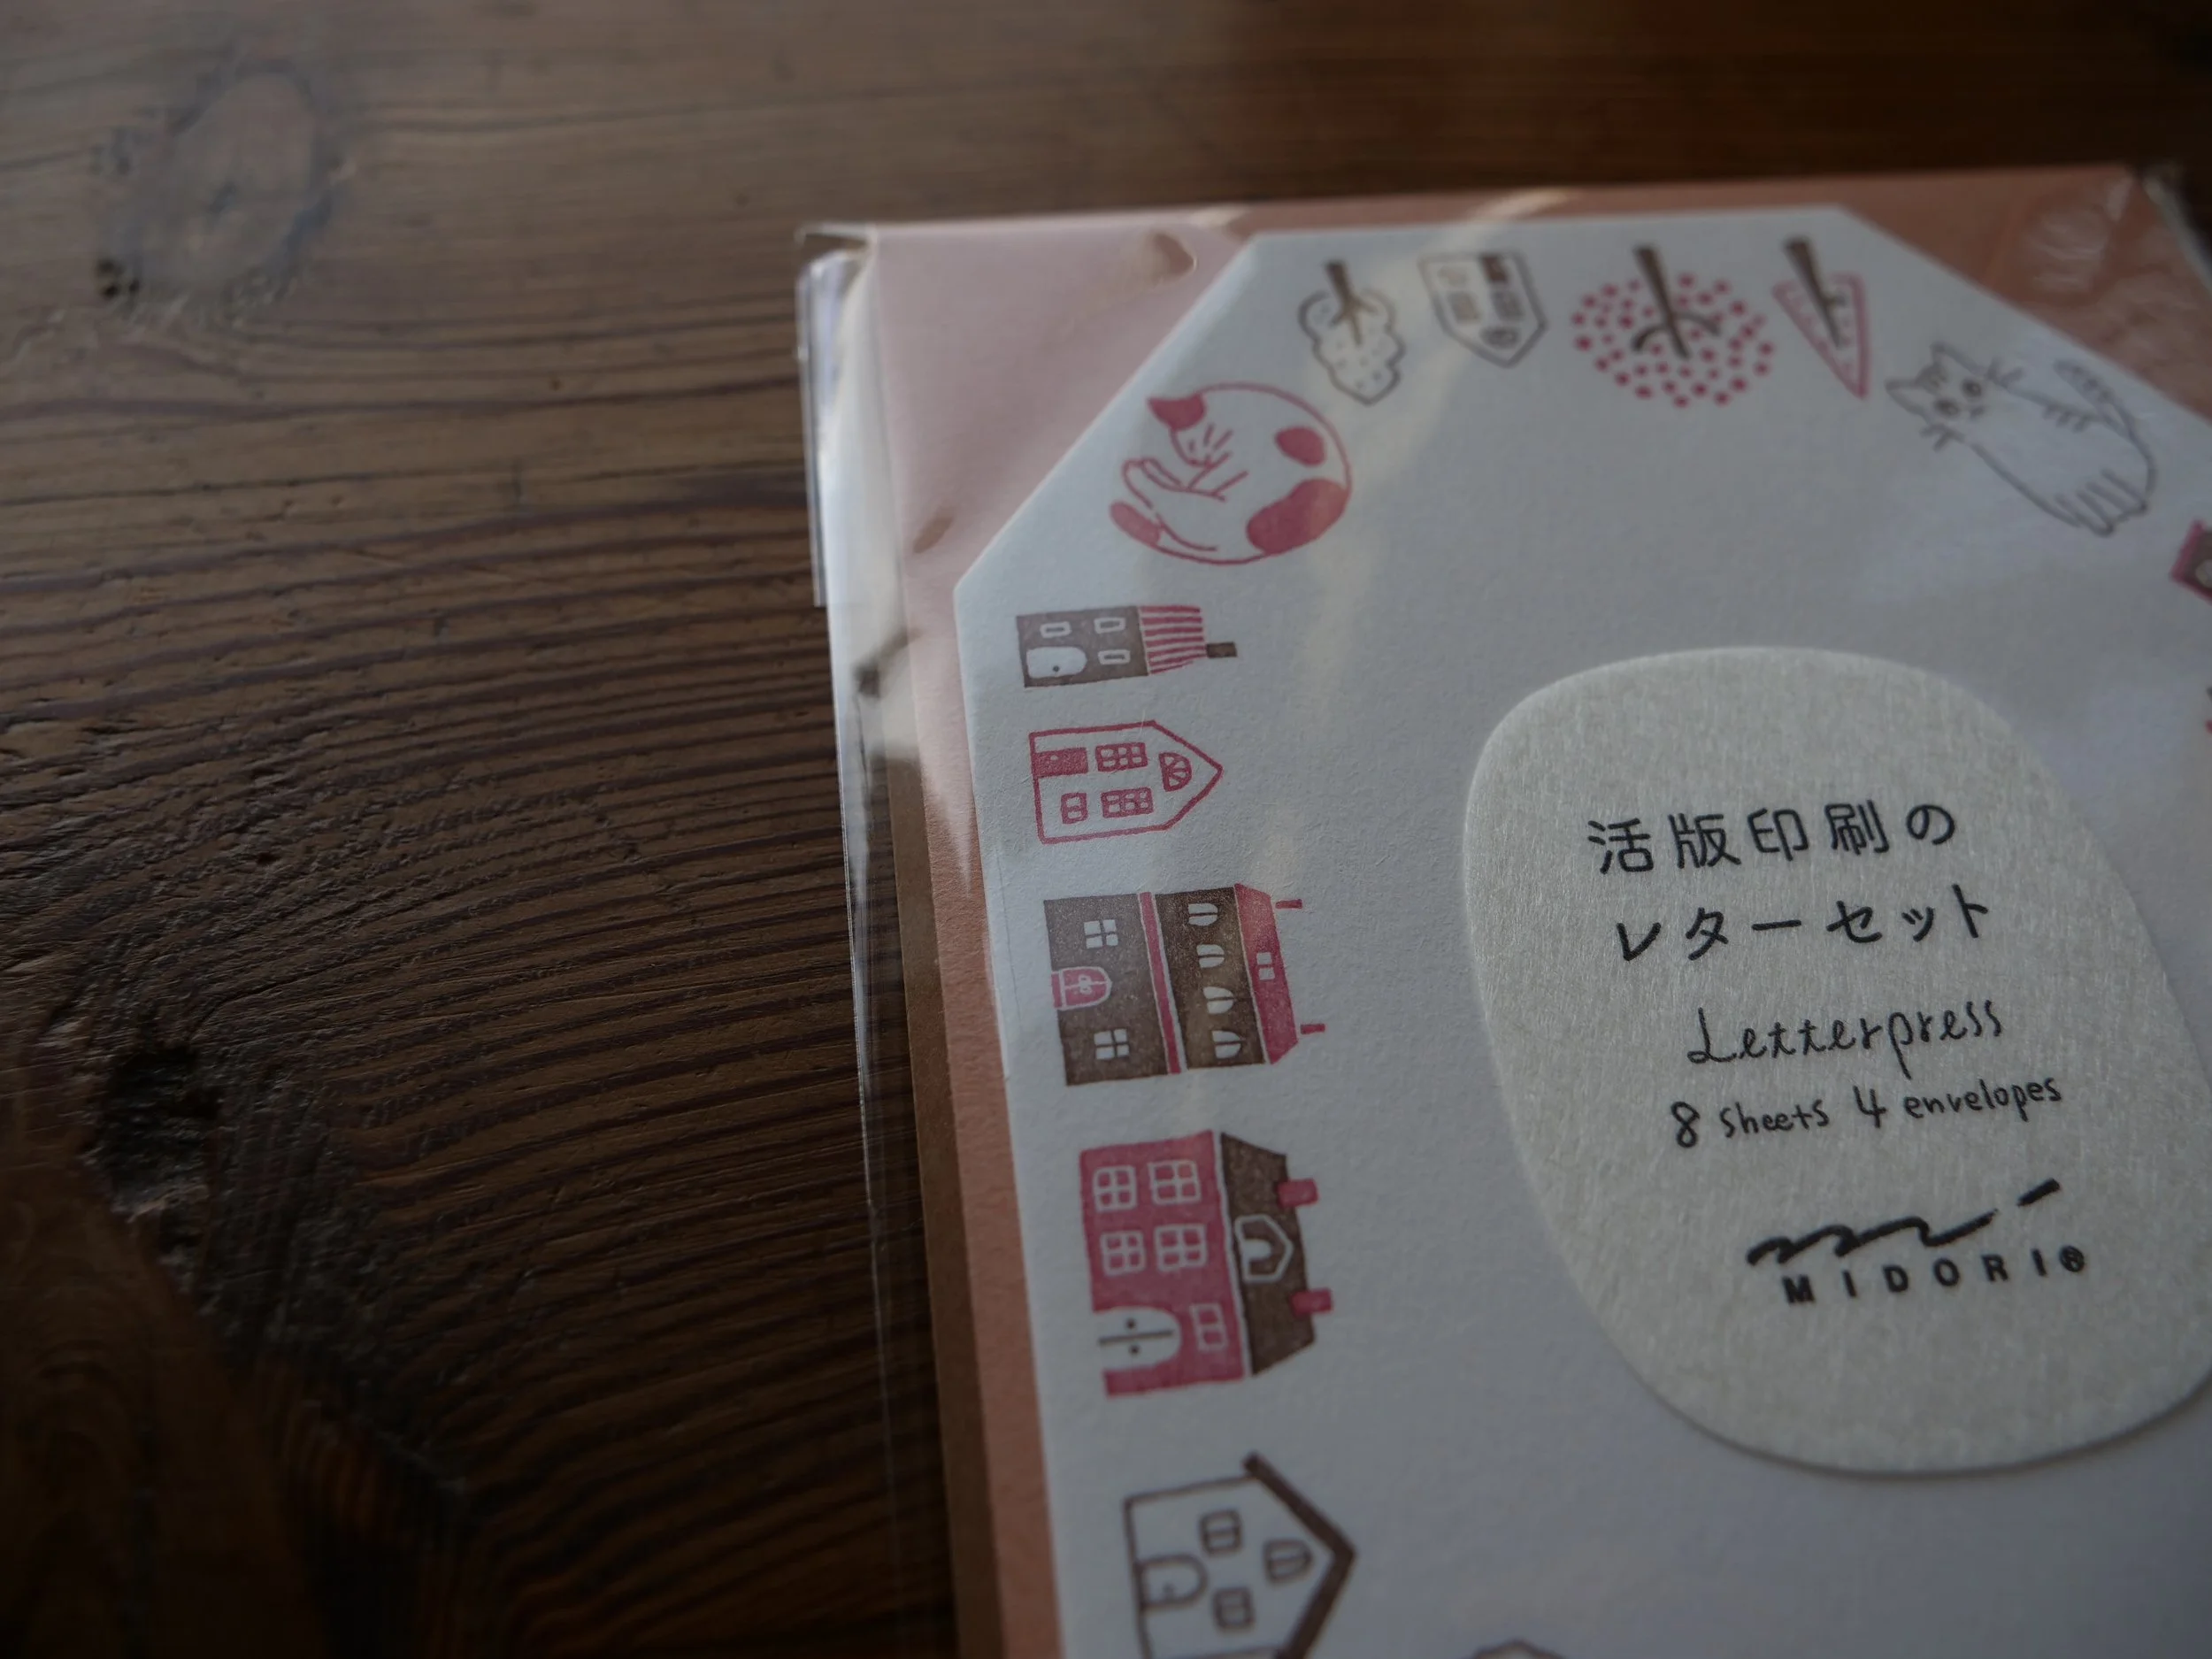 活版印刷の
レターセット
Letterpress
8 sheets 4 envelopes
MIDORI®